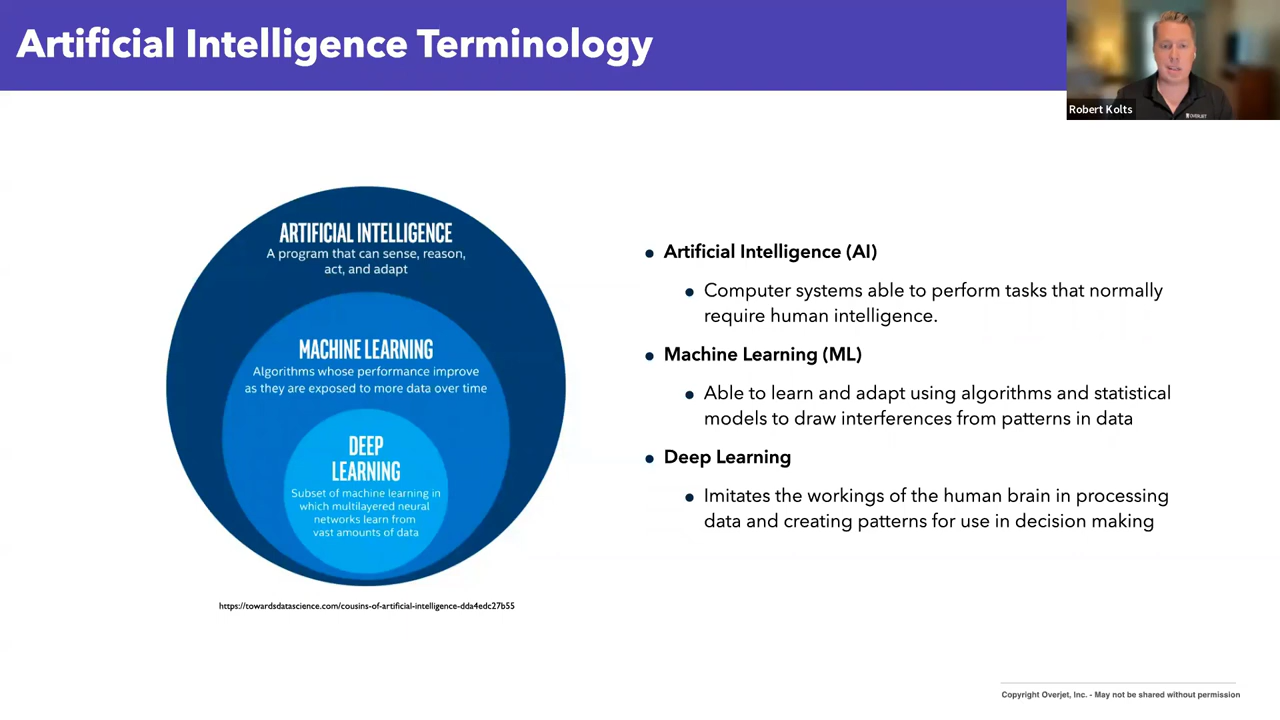 Artificial Intelligence Terminology
Robert Kolts
OVERJET
ARTIFICIAL INTELLIGENCE
A program that can sense, reason,
act, and adapt
MACHINE LEARNING
Algorithms whose performance improve
as they are exposed to more data over time
DEEP
LEARNING
Subset of machine learning in
which multilayered neural
networks learn from
vast amounts of data
https://towardsdatascience.com/cousins-of-artificial-intelligence-dda4edc27b55
• Artificial Intelligence (AI)
• Computer systems able to perform tasks that normally
require human intelligence.
• Machine Learning (ML)
• Able to learn and adapt using algorithms and statistical
models to draw interferences from patterns in data
• Deep Learning
• Imitates the workings of the human brain in processing
data and creating patterns for use in decision making
Copyright Overjet, Inc. - May not be shared without permission